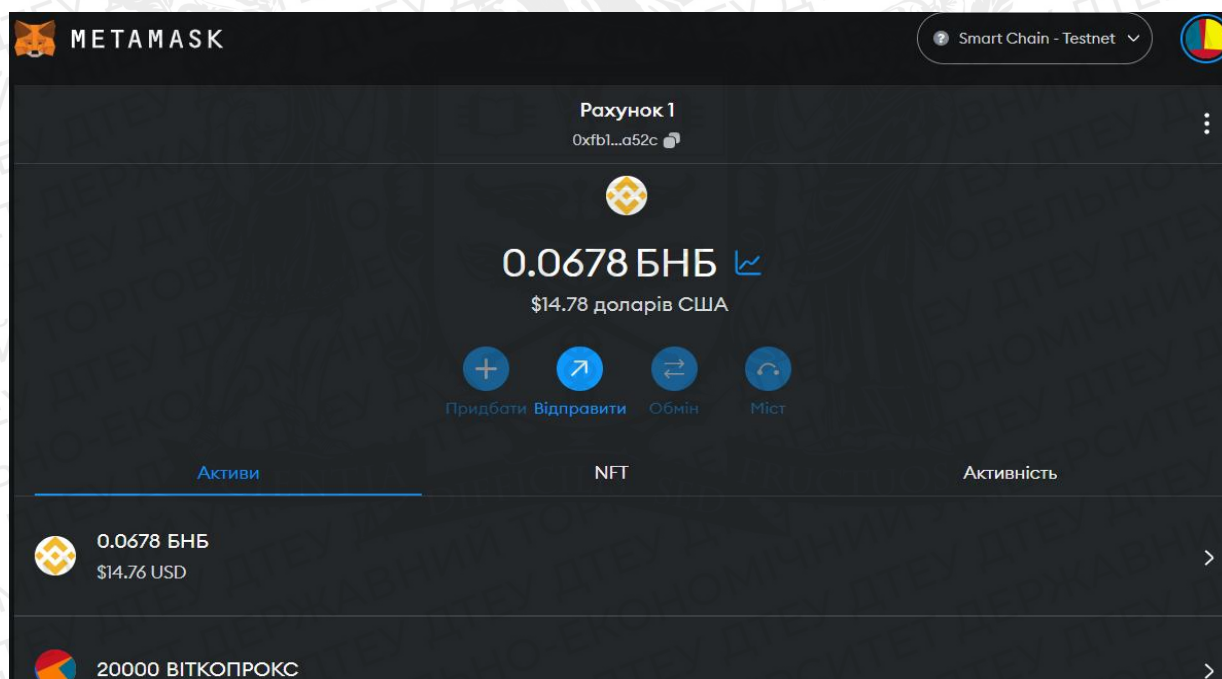 METAMASK
Smart Chain - Testnet
Рахунок 1
0xfb1...a52c
0.0678 БНБ
$14.78 доларів США
Придбати Відправити Обмін Міст
Активи NFT Активність
0.0678 БНБ
$14.76 USD
20000 ВІТКОПРОКС